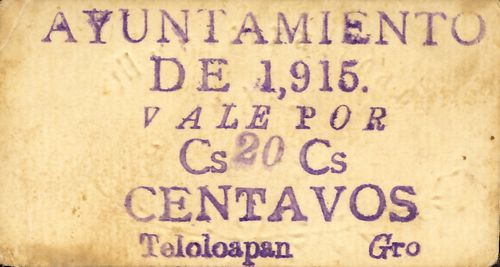 AYUNTAMIENTO
DE 1,915.
VALE POR
Cs 20 Cs
CENTAVOS
Teloloapan Gro